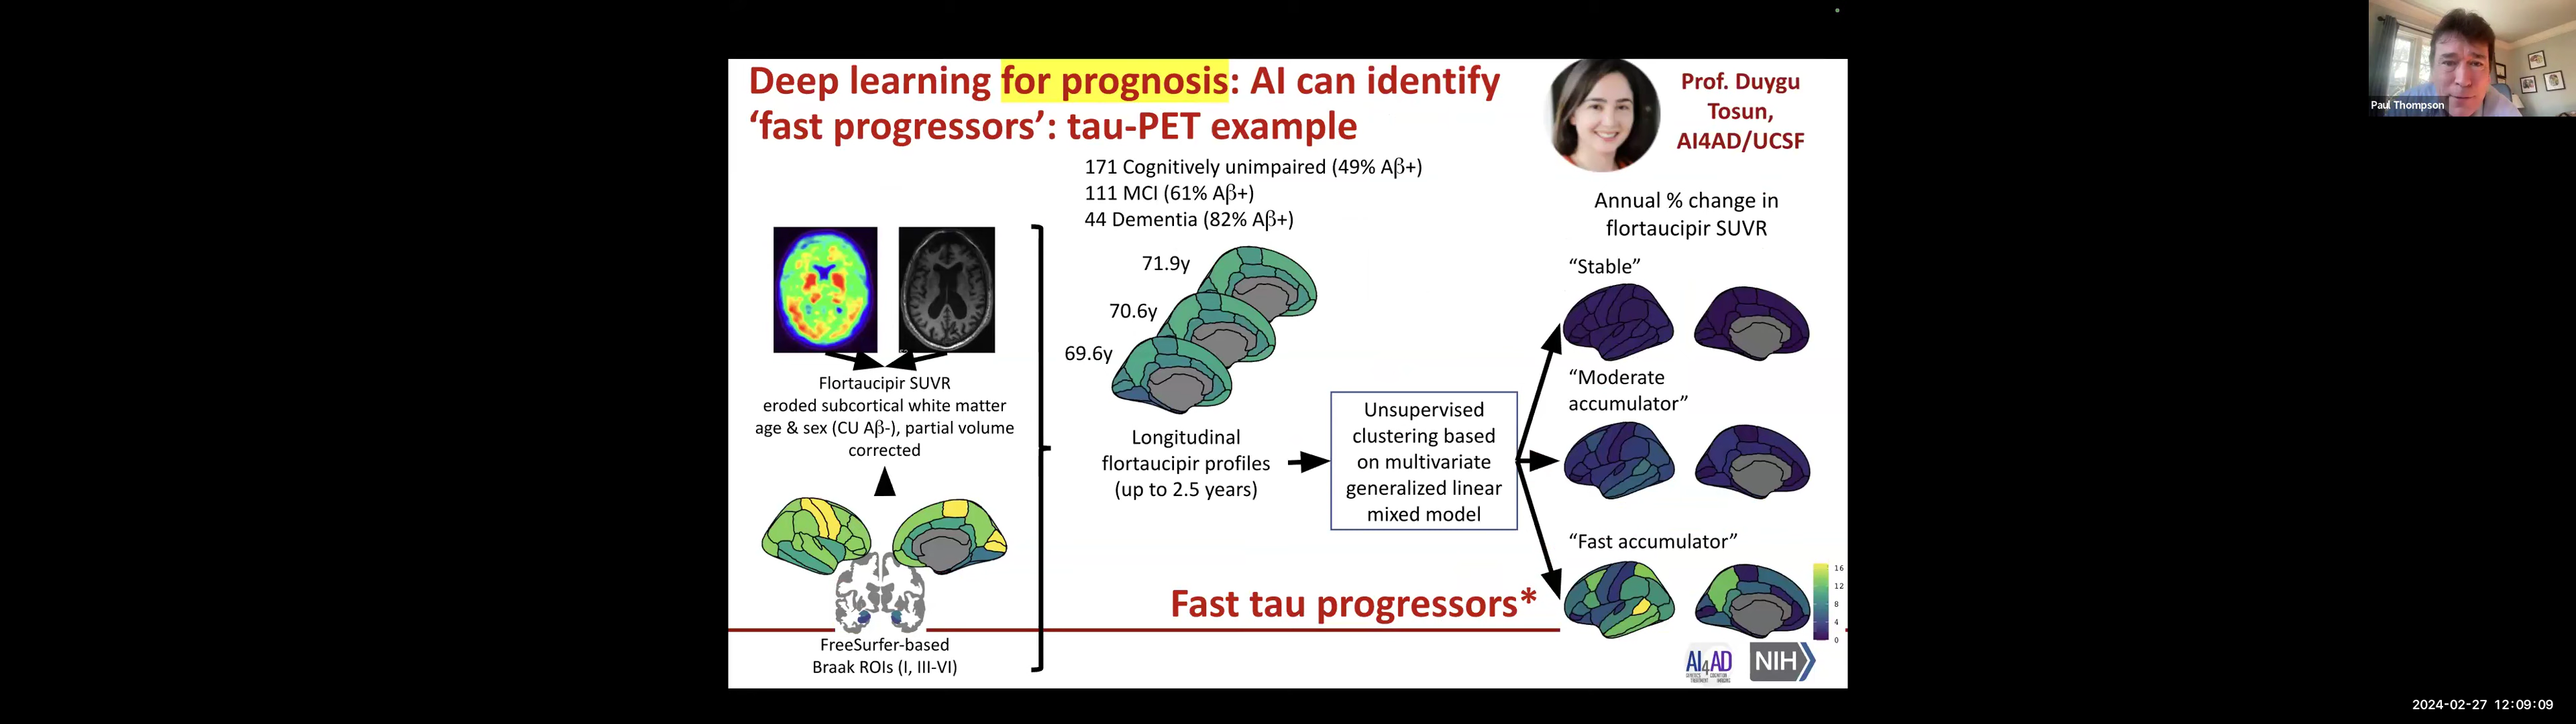 Deep learning for prognosis: AI can identify
‘fast progressors’: tau-PET example
Prof. Duygu
Tosun,
AI4AD/UCSF
Paul Thompson
171 Cognitively unimpaired (49% Aβ+)
111 MCI (61% Aβ+)
44 Dementia (82% Aβ+)
71.9y
70.6y
69.6y
Flortaucipir SUVR
eroded subcortical white matter
age & sex (CU Aβ-), partial volume
corrected
FreeSurfer-based
Braak ROIs (I, III-VI)
Longitudinal
flortaucipir profiles
(up to 2.5 years)
Unsupervised
clustering based
on multivariate
generalized linear
mixed model
Annual % change in
flortaucipir SUVR
“Stable”
“Moderate
accumulator”
“Fast accumulator”
Fast tau progressors*
16
12
8
4
0
AI4AD
NIH
2024-02-27 12:09:09